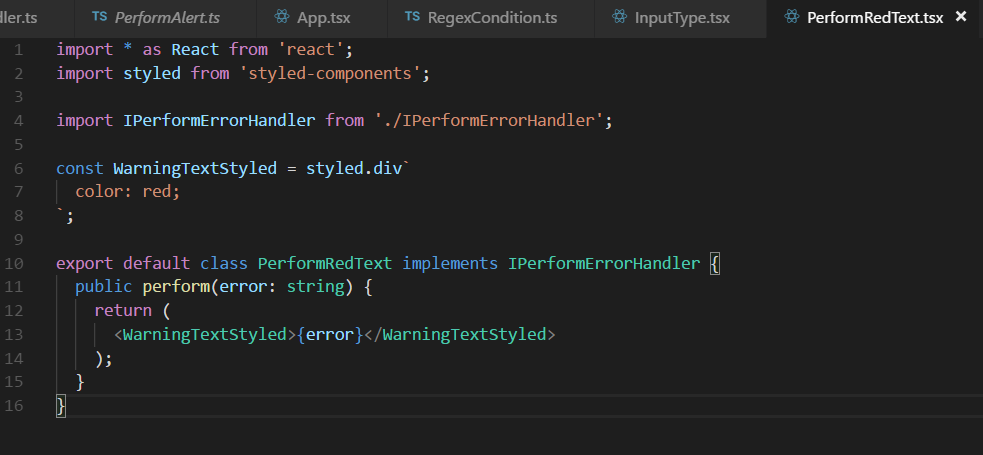 dler.ts TS PerformAlert.ts App.tsx TS RegexCondition.ts InputType.tsx PerformRedText.tsx ×
1 import * as React from 'react';
2 import styled from 'styled-components';
3
4 import IPerformErrorHandler from './IPerformErrorHandler';
5
6 const WarningTextStyled = styled.div`
7   color: red;
8 `;
9
10 export default class PerformRedText implements IPerformErrorHandler {
11   public perform(error: string) {
12     return (
13       <WarningTextStyled>{error}</WarningTextStyled>
14     );
15   }
16 }